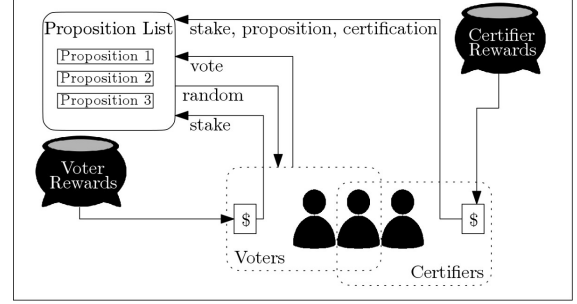 Proposition List
Proposition 1
Proposition 2
Proposition 3
stake, proposition, certification
vote
random
stake
Certifier
Rewards
Voter
Rewards
$
$
Voters
Certifiers